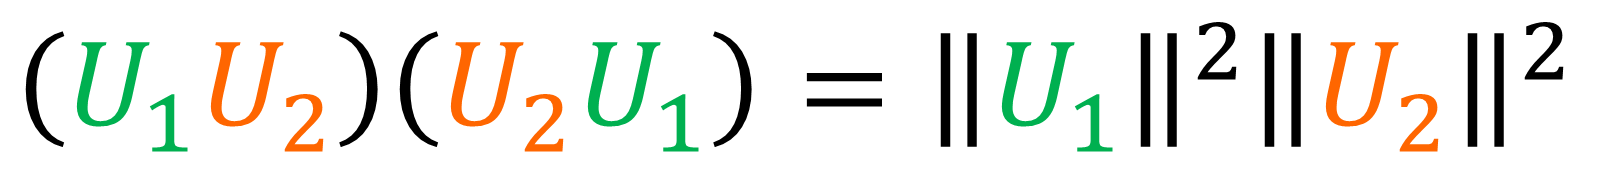 (U₁U₂)(U₂U₁) = ‖U₁‖²‖U₂‖²